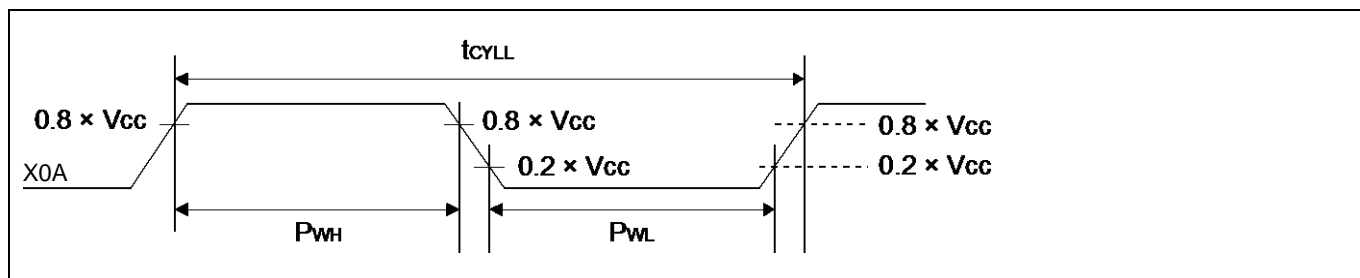 tCYLL
0.8 × Vcc
0.8 × Vcc
0.8 × Vcc
0.2 × Vcc
0.2 × Vcc
X0A
PWH
PWL